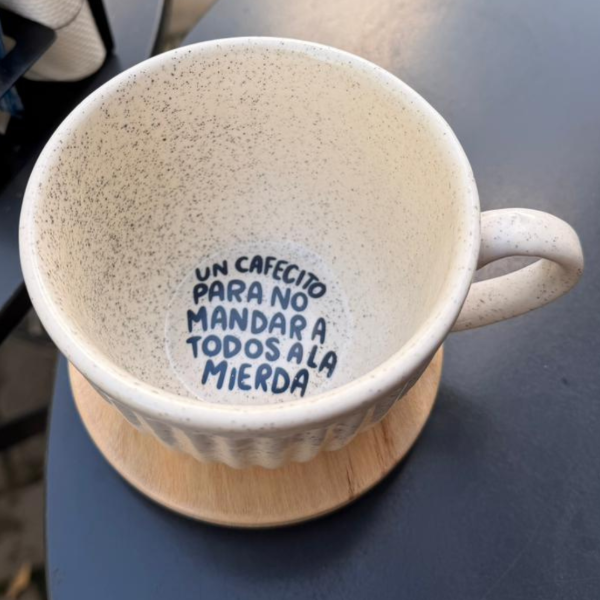 UN CAFECITO
PARA NO
MANDAR A
TODOS A LA
MIERDA